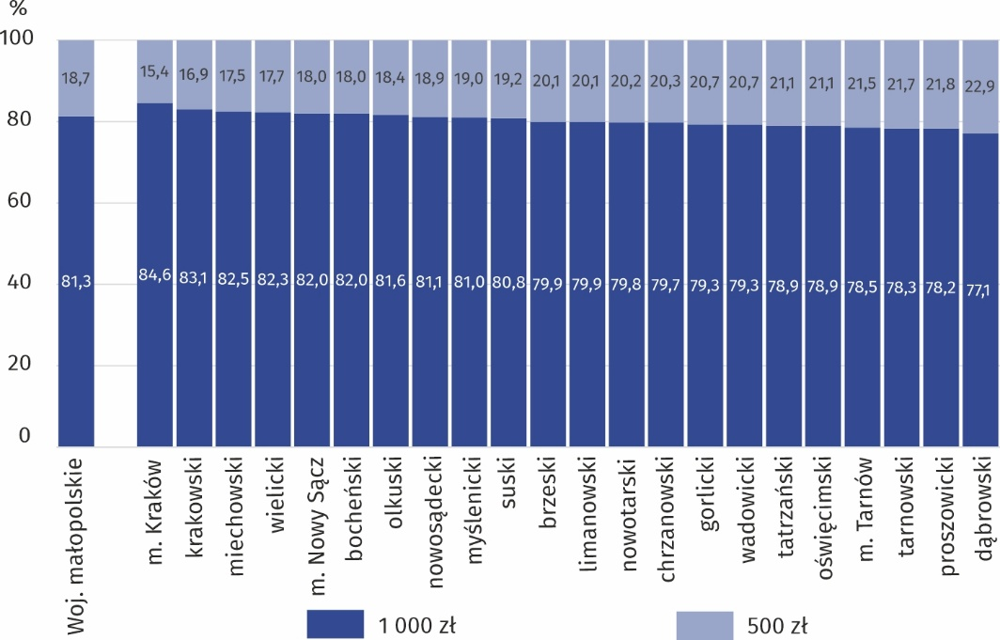 %
100
80
60
40
20
0
18,7 15,4 16,9 17,5 17,7 18,0 18,0 18,4 18,9 19,0 19,2 20,1 20,1 20,2 20,3 20,7 20,7 21,1 21,1 21,5 21,7 21,8 22,9
81,3 84,6 83,1 82,5 82,3 82,0 82,0 81,6 81,1 81,0 80,8 79,9 79,9 79,8 79,7 79,3 79,3 78,9 78,9 78,5 78,3 78,2 77,1
Woj. małopolskie
m. Kraków
krakowski
miechowski
wielicki
m. Nowy Sącz
bocheński
olkuski
nowosądecki
myślenicki
suski
brzeski
limanowski
nowotarski
chrzanowski
gorlicki
wadowicki
tatrzański
oświęcimski
m. Tarnów
tarnowski
proszowicki
dąbrowski
1 000 zł
500 zł